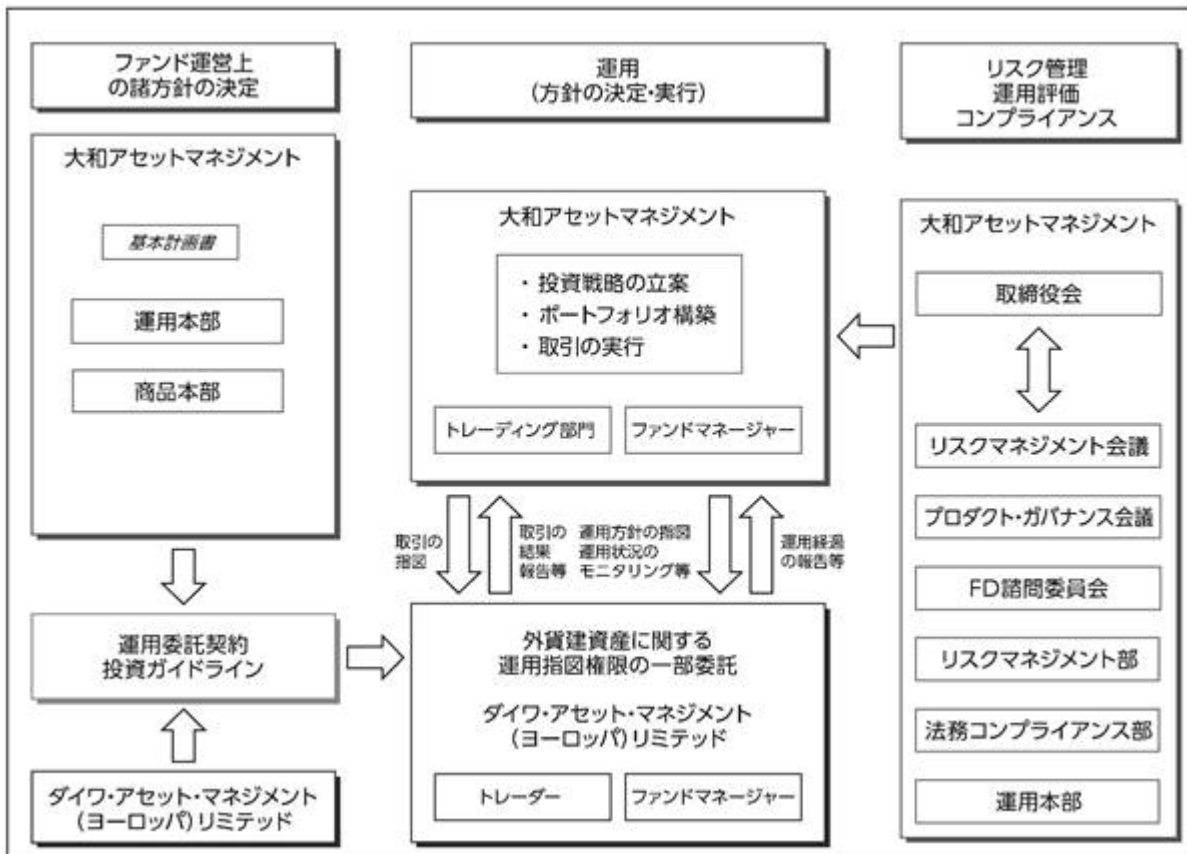 ファンド運営上
の諸方針の決定
大和アセットマネジメント
基本計画書
運用本部
商品本部
運用委託契約
投資ガイドライン
ダイワ・アセット・マネジメント
(ヨーロッパ)リミテッド
運用
(方針の決定・実行)
大和アセットマネジメント
・ 投資戦略の立案
・ ポートフォリオ構築
・ 取引の実行
トレーディング部門
ファンドマネージャー
取引の
指図
取引の
結果
報告等
運用方針の指図
運用状況の
モニタリング等
運用経過
の報告等
外貨建資産に関する
運用指図権限の一部委託
ダイワ・アセット・マネジメント
(ヨーロッパ)リミテッド
トレーダー
ファンドマネージャー
リスク管理
運用評価
コンプライアンス
大和アセットマネジメント
取締役会
リスクマネジメント会議
プロダクト・ガバナンス会議
FD諮問委員会
リスクマネジメント部
法務コンプライアンス部
運用本部